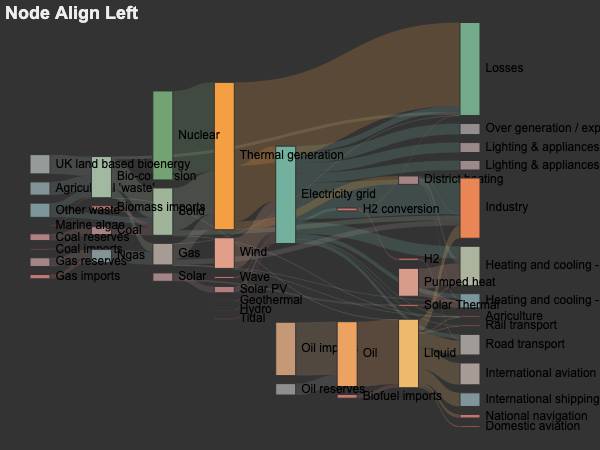 Node Align Left
Losses
Over generation / exp
Lighting & appliances
Lighting & appliances
Nuclear
Thermal generation
UK land based bioenergy
Bio-conversion
District heating
Agricultural 'waste'
Electricity grid
Industry
Other waste
Biomass imports
Solid
H2 conversion
Marine algae
Coal
Coal reserves
Coal imports
Ngas
Gas
Wind
Gas reserves
H2
Heating and cooling -
Gas imports
Solar
Wave
Pumped heat
Solar PV
Geothermal
Heating and cooling -
Hydro
Solar Thermal
Tidal
Agriculture
Rail transport
Oil imp
Oil
Liquid
Road transport
International aviation
Oil reserves
Biofuel imports
International shipping
National navigation
Domestic aviation